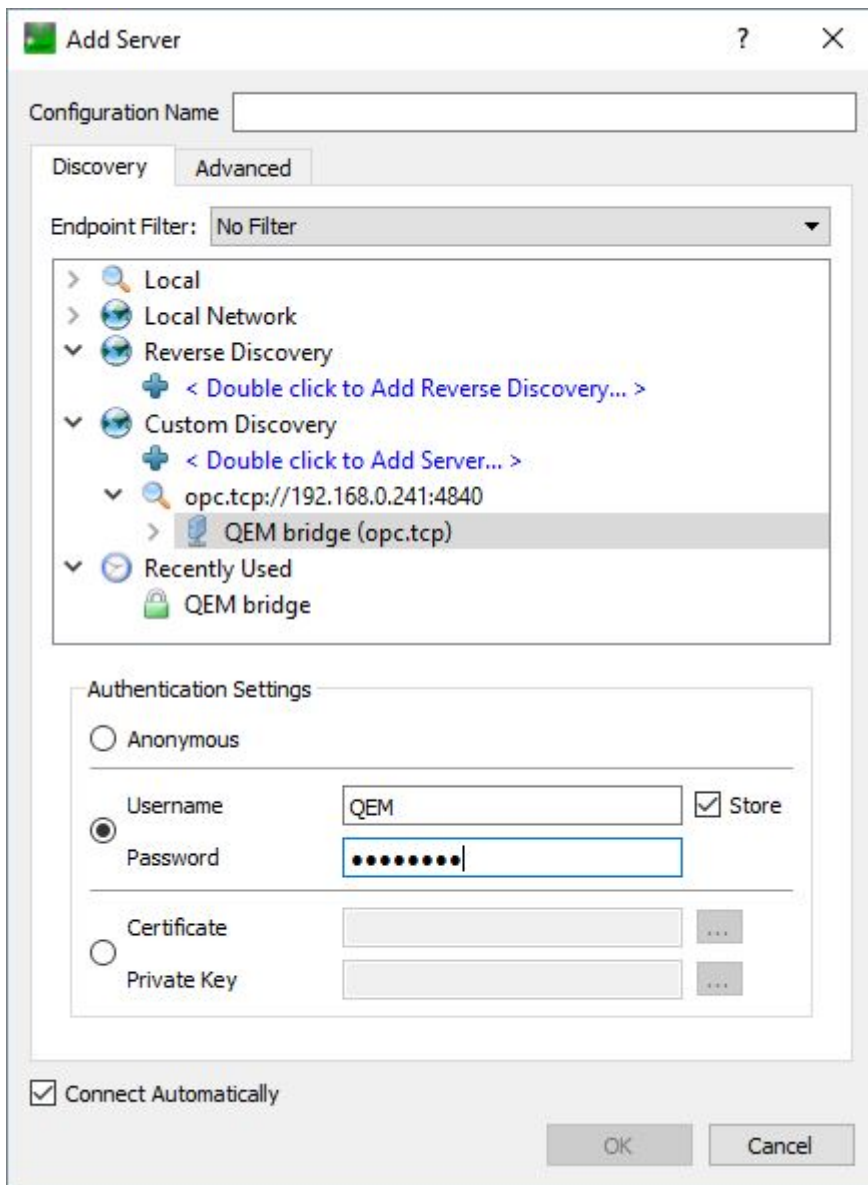 Add Server
?
Configuration Name
Discovery
Advanced
Endpoint Filter: No Filter
Local
Local Network
Reverse Discovery
< Double click to Add Reverse Discovery... >
Custom Discovery
< Double click to Add Server... >
opc.tcp://192.168.0.241:4840
QEM bridge (opc.tcp)
Recently Used
QEM bridge
Authentication Settings
Anonymous
Username QEM Store
Password ●●●●●●●●
Certificate ...
Private Key ...
Connect Automatically
OK Cancel